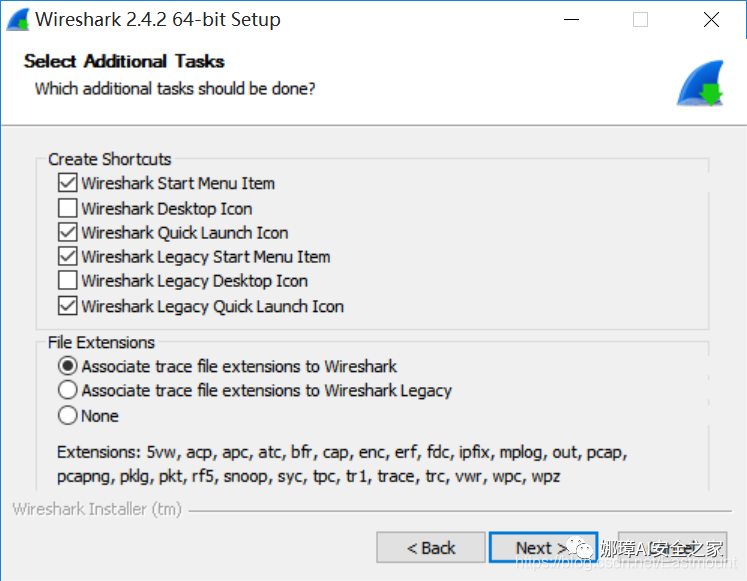 Wireshark 2.4.2 64-bit Setup
Select Additional Tasks
Which additional tasks should be done?
Create Shortcuts
Wireshark Start Menu Item
Wireshark Desktop Icon
Wireshark Quick Launch Icon
Wireshark Legacy Start Menu Item
Wireshark Legacy Desktop Icon
Wireshark Legacy Quick Launch Icon
File Extensions
Associate trace file extensions to Wireshark
Associate trace file extensions to Wireshark Legacy
None
Extensions: 5vw, acp, apc, atc, bfr, cap, enc, erf, fdc, ipfix, mplog, out, pcap,
pcapng, pklg, pkt, rf5, snoop, syc, tpc, tr1, trace, trc, vwr, wpc, wpz
Wireshark Installer (tm)
< Back
Next >
娜璋AI安全之家
https://blog.csdn.net/Eastmount